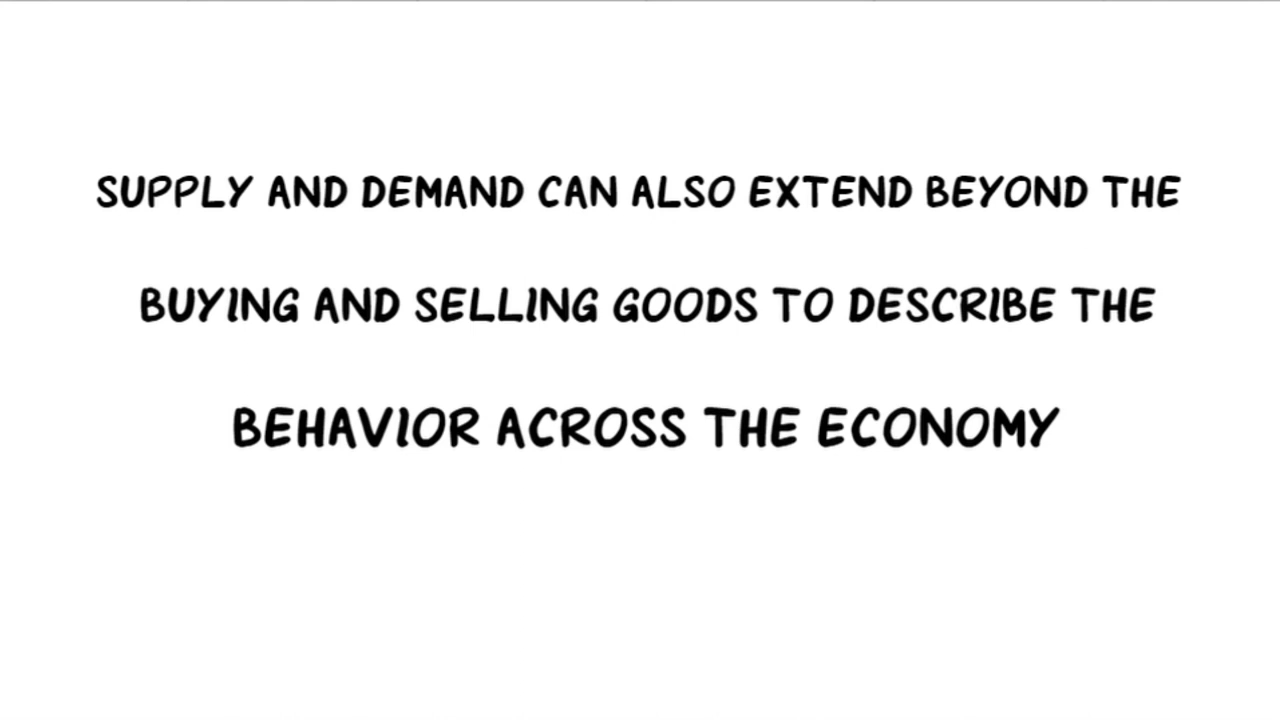 SUPPLY AND DEMAND CAN ALSO EXTEND BEYOND THE
BUYING AND SELLING GOODS TO DESCRIBE THE
BEHAVIOR ACROSS THE ECONOMY